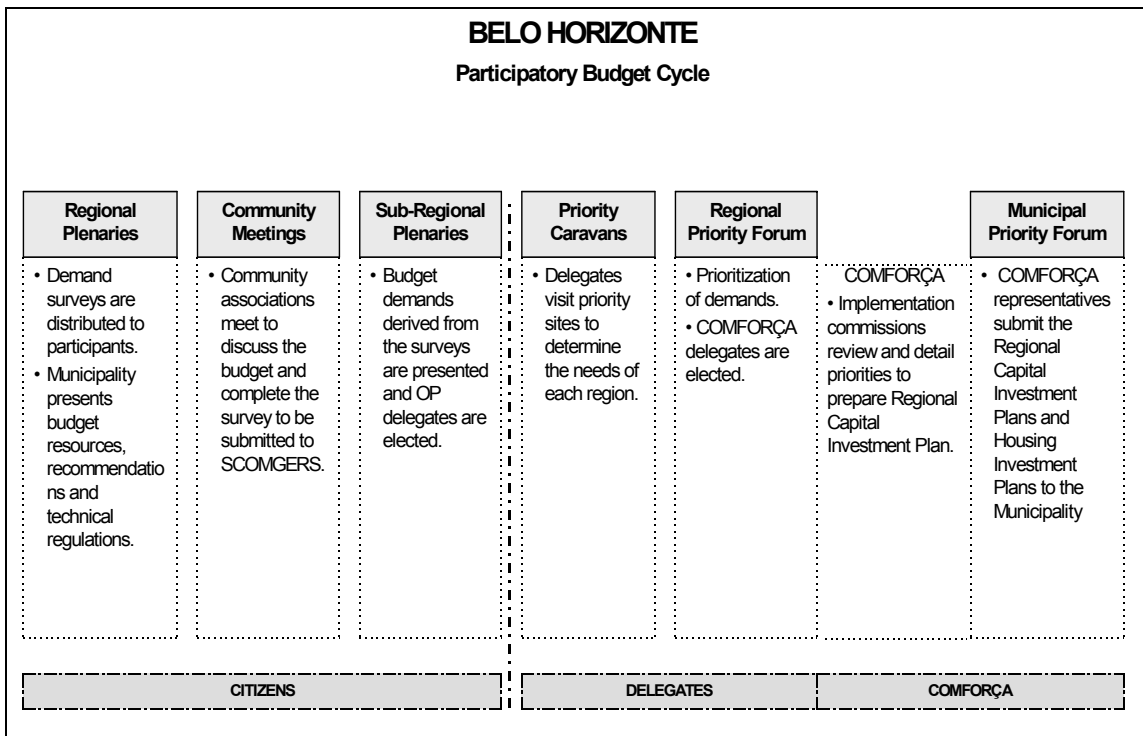 BELO HORIZONTE
Participatory Budget Cycle
Regional
Plenaries
• Demand
surveys are
distributed to
participants.
• Municipality
presents
budget
resources,
recommendatio
ns and
technical
regulations.
Community
Meetings
• Community
associations
meet to
discuss the
budget and
complete the
survey to be
submitted to
SCOMGERS.
Sub-Regional
Plenaries
• Budget
demands
derived from
the surveys
are presented
and OP
delegates are
elected.
Priority
Caravans
• Delegates
visit priority
sites to
determine
the needs of
each region.
Regional
Priority Forum
• Prioritization
of demands.
• COMFORÇA
delegates are
elected.
COMFORÇA
• Implementation
commissions
review and detail
priorities to
prepare Regional
Capital
Investment Plan.
Municipal
Priority Forum
• COMFORÇA
representatives
submit the
Regional
Capital
Investment
Plans and
Housing
Investment
Plans to the
Municipality
CITIZENS
DELEGATES
COMFORÇA